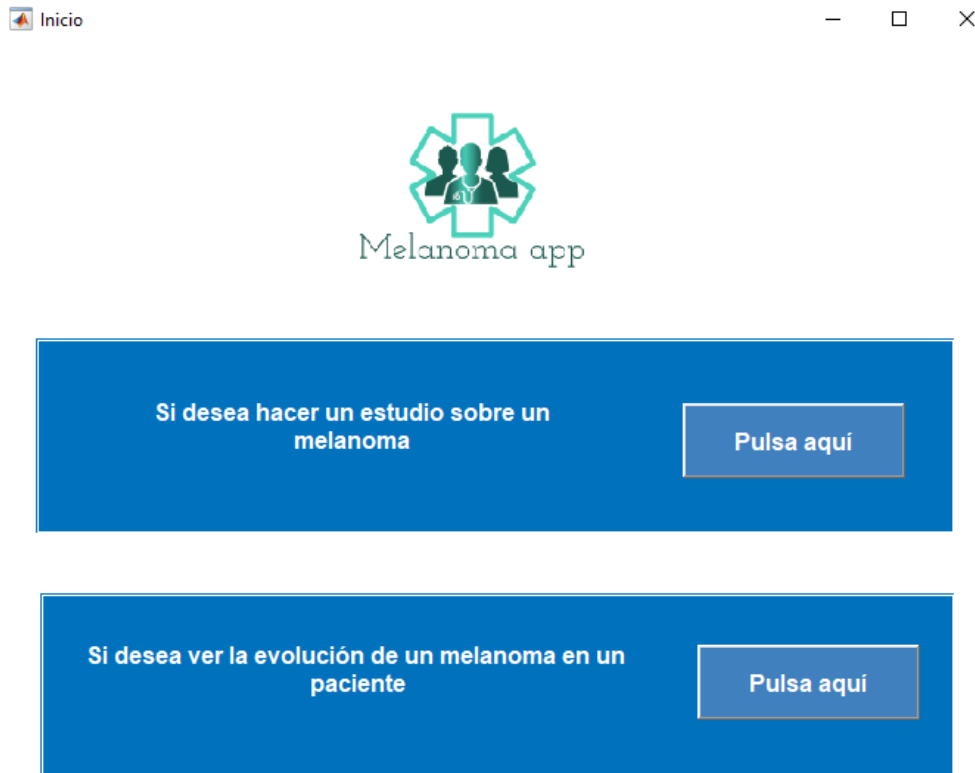 Inicio
Melanoma app
Si desea hacer un estudio sobre un
melanoma
Pulsa aquí
Si desea ver la evolución de un melanoma en un
paciente
Pulsa aquí